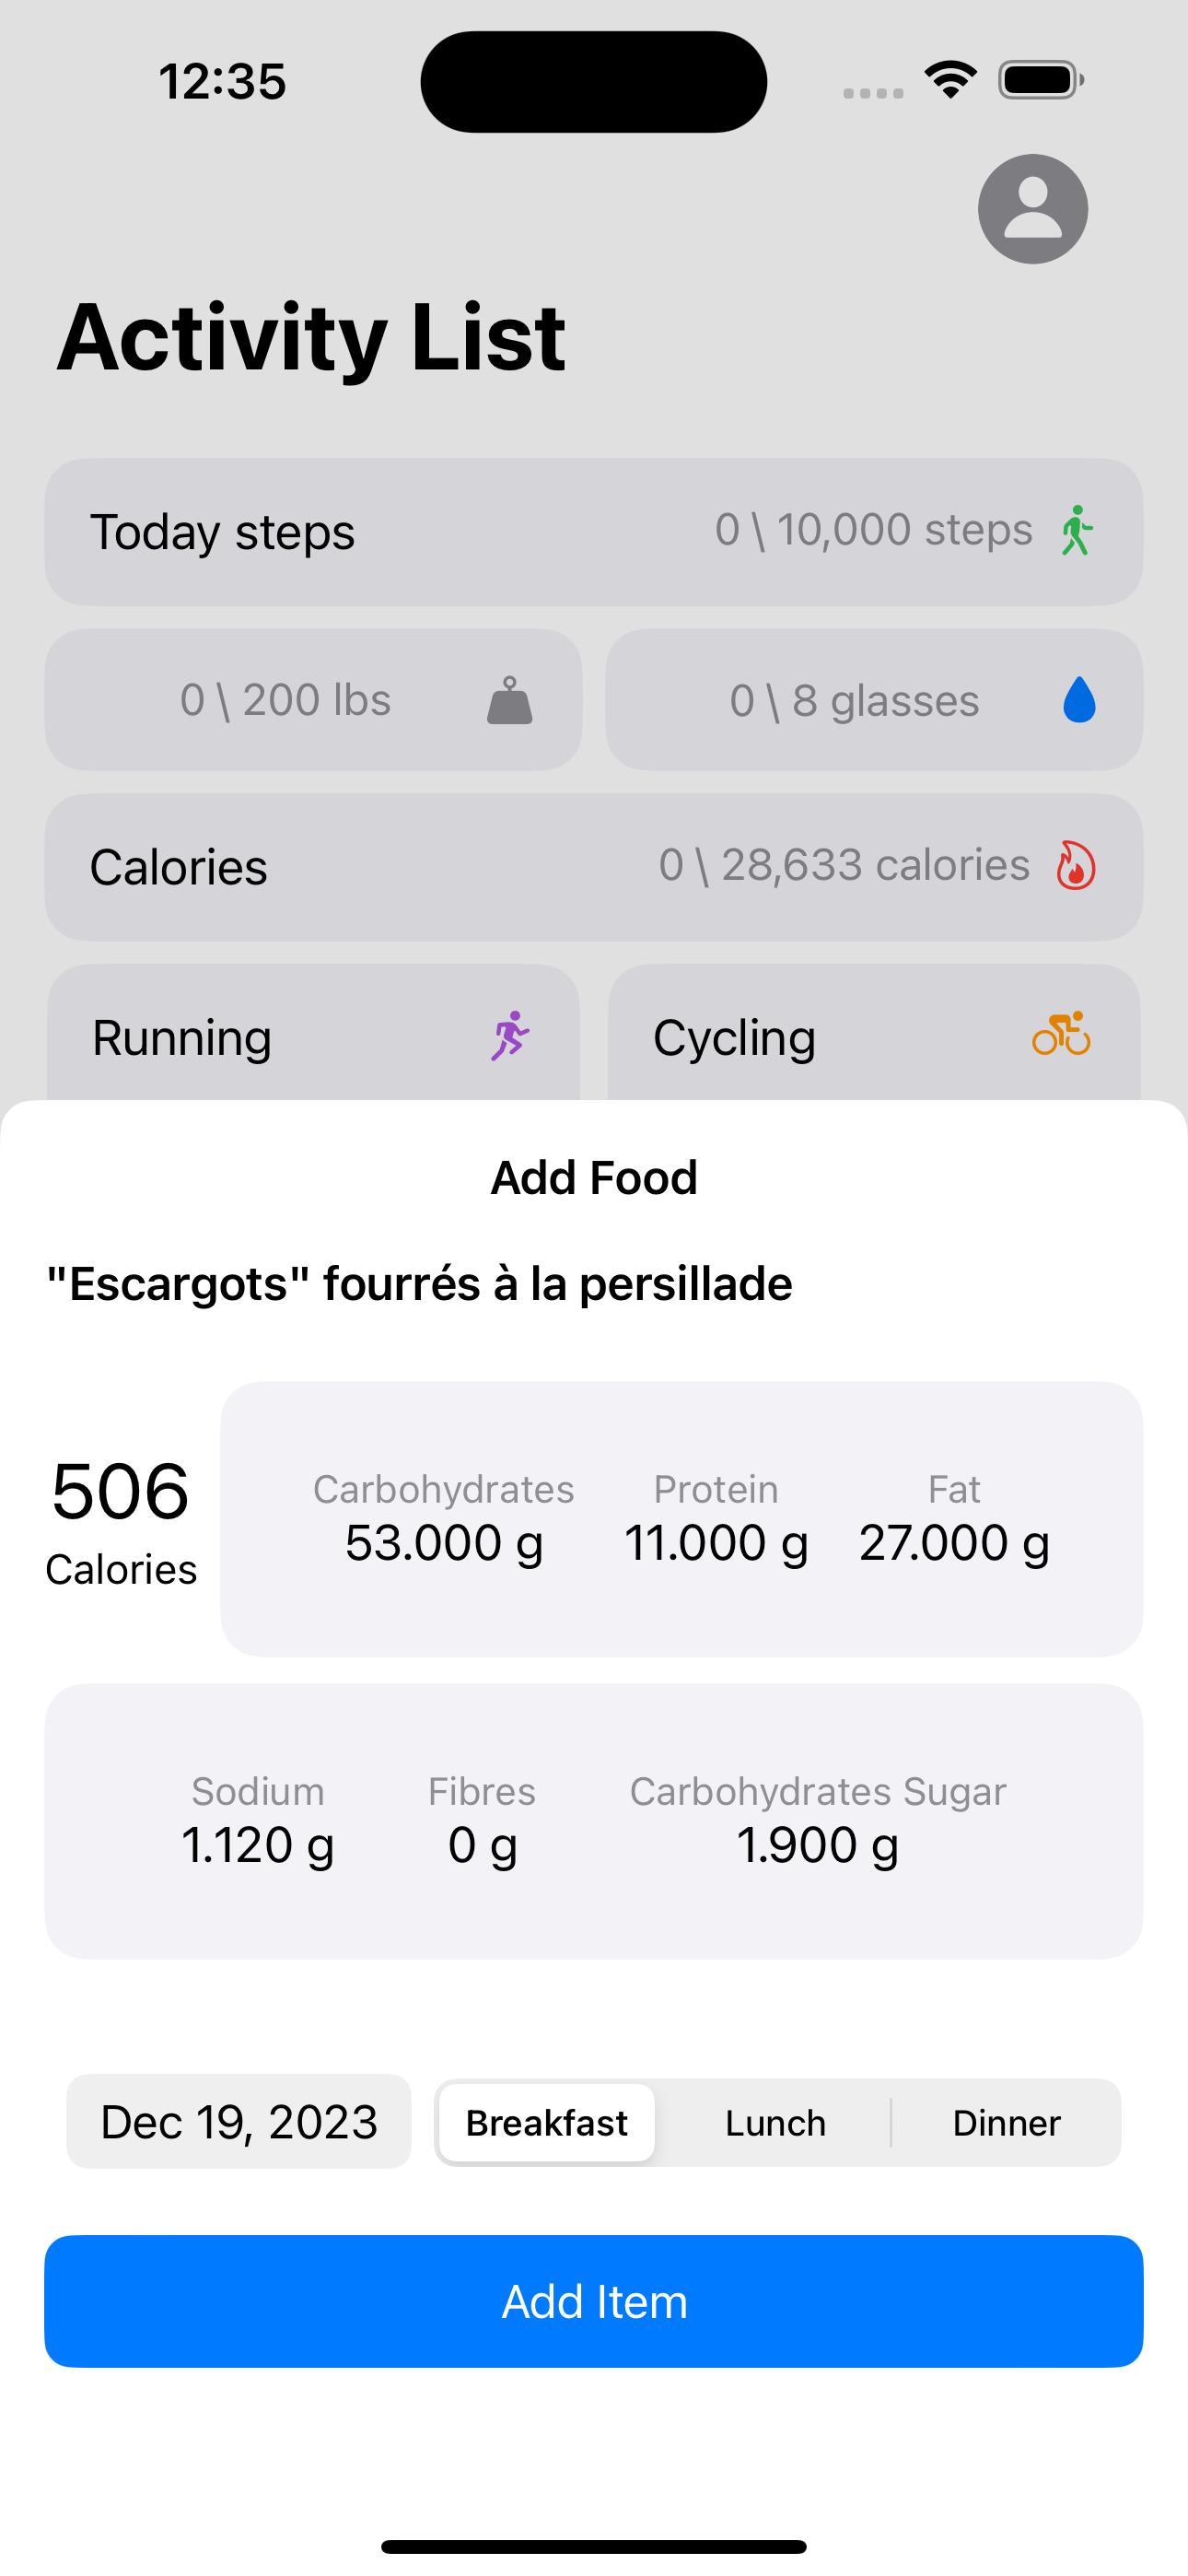 12:35
Activity List
Today steps 0 \ 10,000 steps
0 \ 200 lbs 0 \ 8 glasses
Calories 0 \ 28,633 calories
Running Cycling
Add Food
"Escargots" fourrés à la persillade
506
Calories
Carbohydrates Protein Fat
53.000 g 11.000 g 27.000 g
Sodium Fibres Carbohydrates Sugar
1.120 g 0 g 1.900 g
Dec 19, 2023 Breakfast Lunch Dinner
Add Item